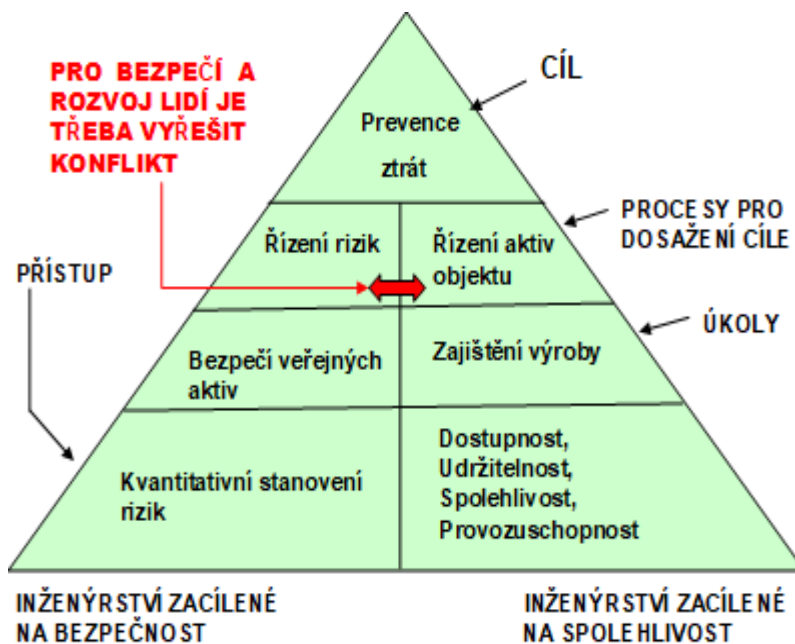 PRO BEZPEČÍ A
ROZVOJ LIDÍ JE
TŘEBA VYŘEŠIT
KONFLIKT
CÍL
Prevence
ztrát
PROCESY PRO
DOSAŽENÍ CÍLE
Řízení rizik
Řízení aktiv
objektu
PŘÍSTUP
ÚKOLY
Bezpečí veřejných
aktiv
Zajištění výroby
Kvantitativní stanovení
rizik
Dostupnost,
Udržitelnost,
Spolehlivost,
Provozuschopnost
INŽENÝRSTVÍ ZACÍLENÉ
NA BEZPEČNOST
INŽENÝRSTVÍ ZACÍLENÉ
NA SPOLEHLIVOST